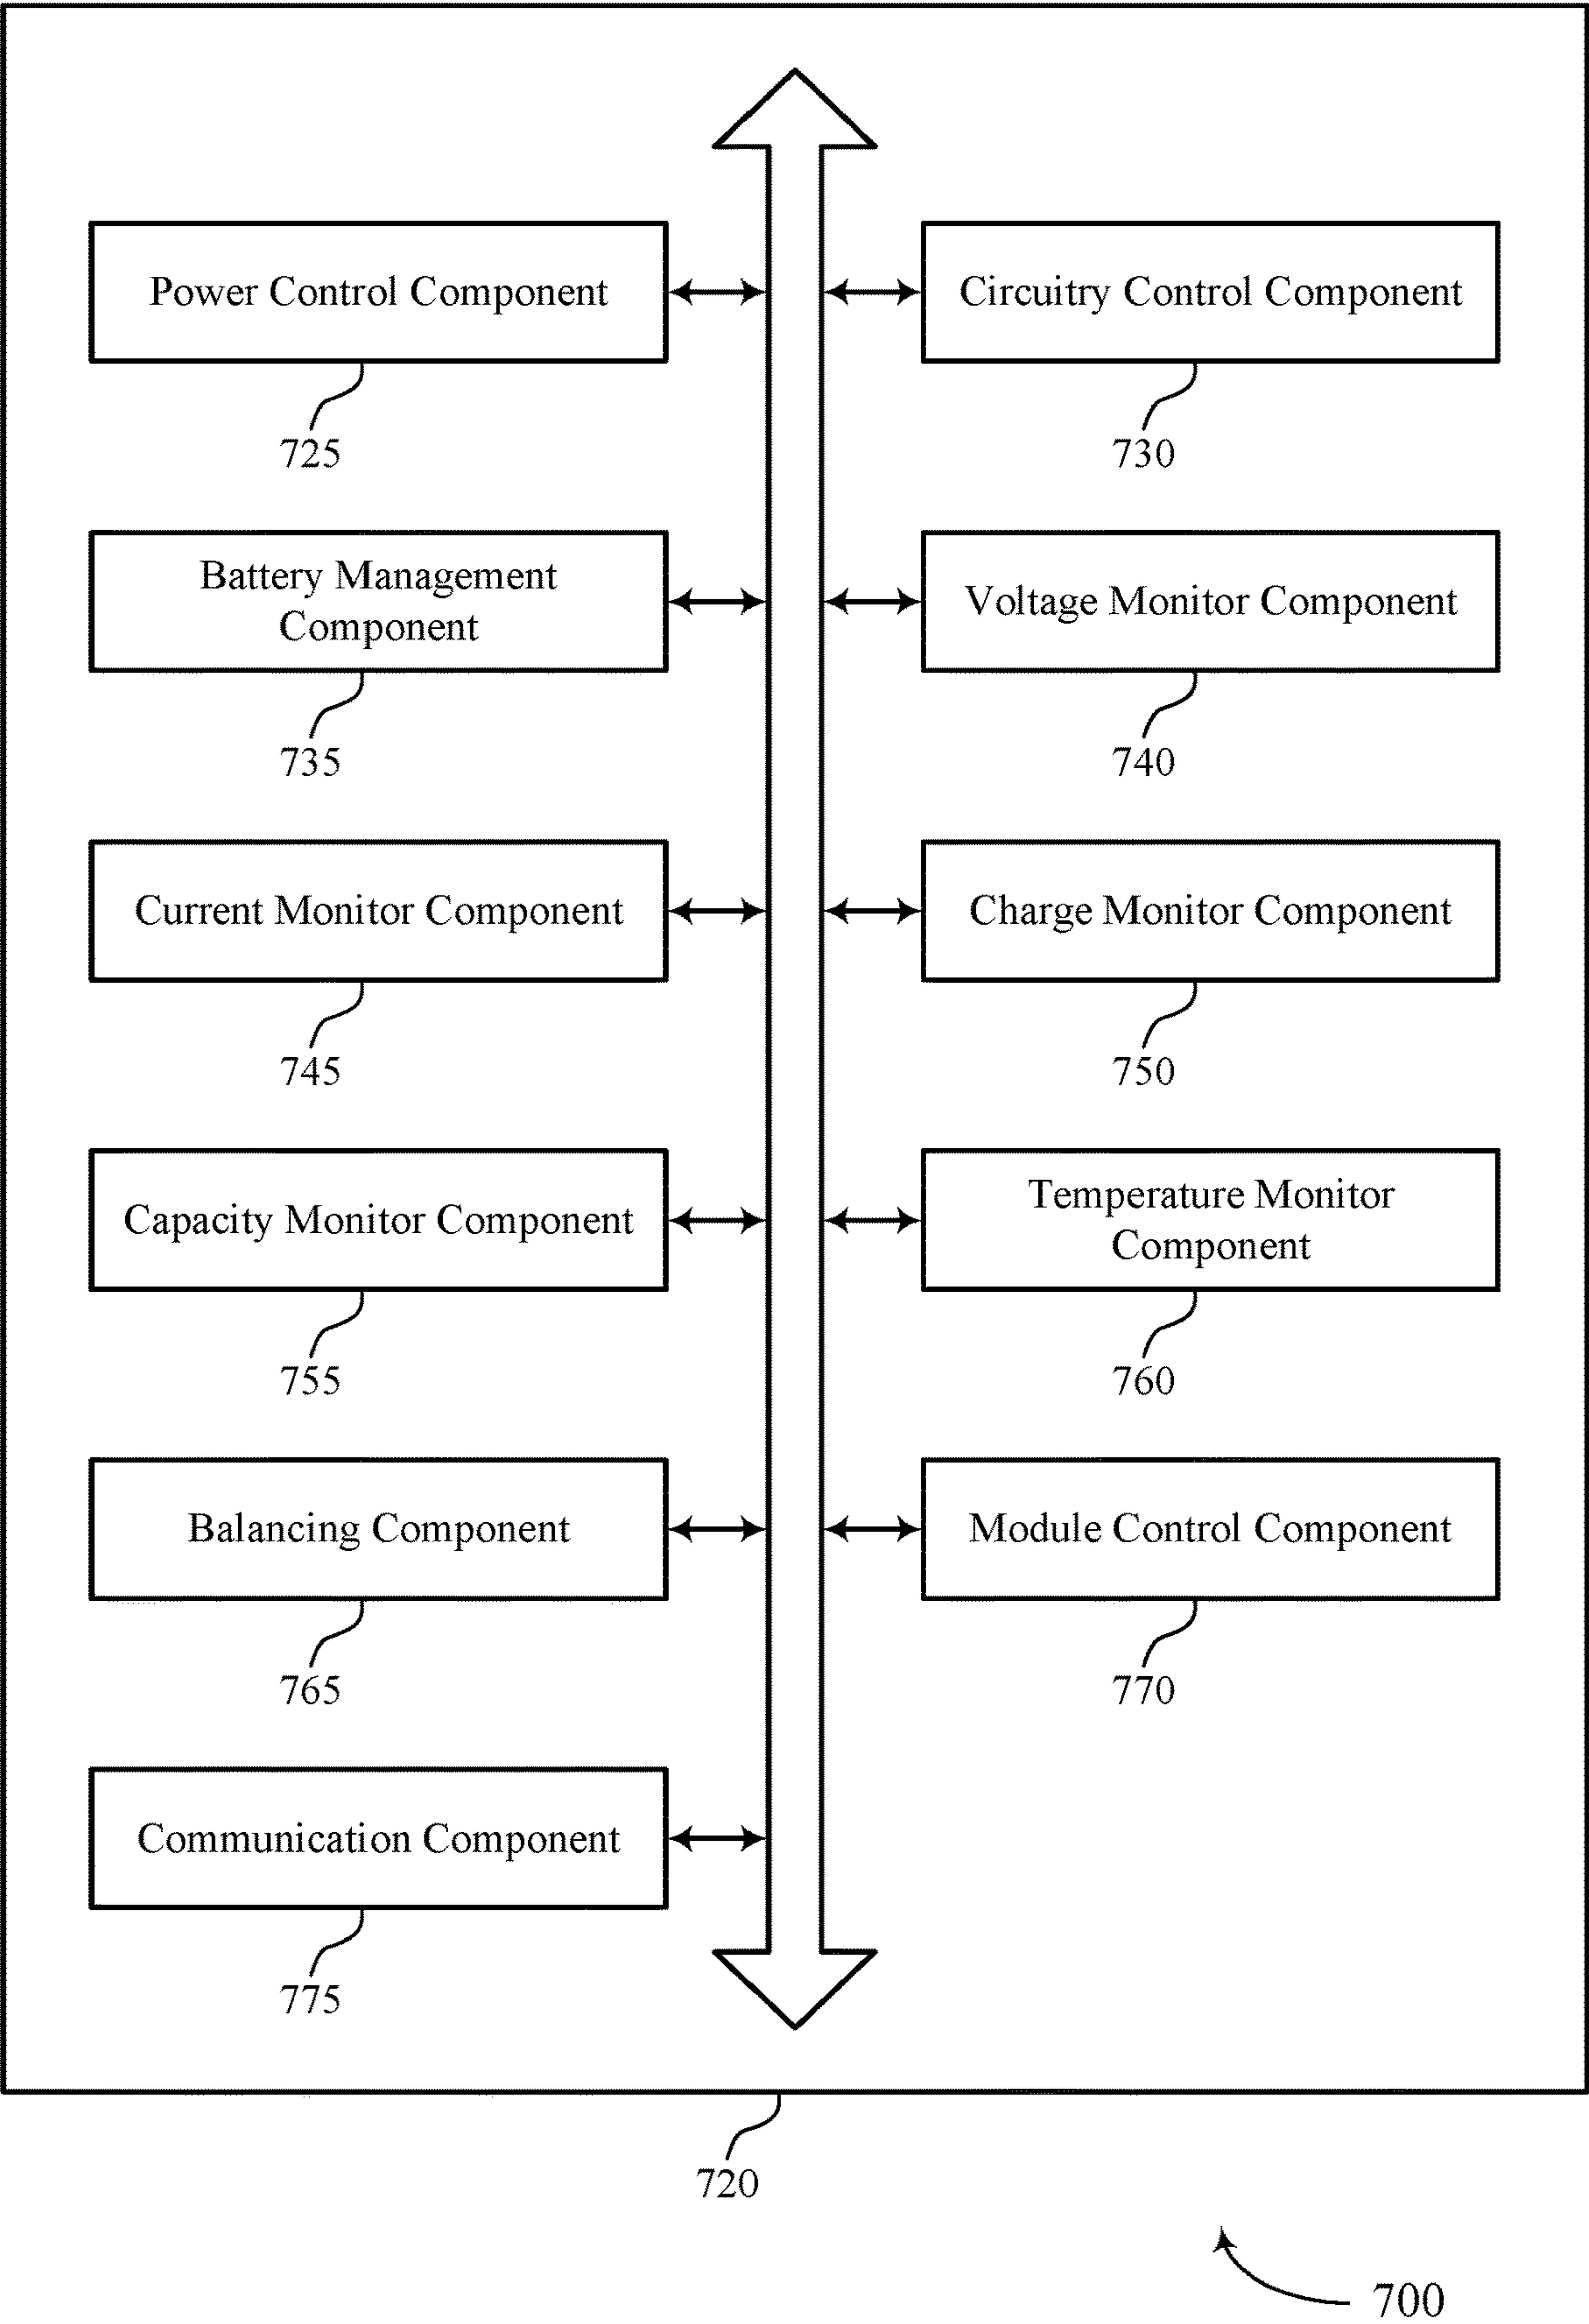 Power Control Component
Circuitry Control Component
725
730
Battery Management
Component
Voltage Monitor Component
735
740
Current Monitor Component
Charge Monitor Component
745
750
Capacity Monitor Component
Temperature Monitor
Component
755
760
Balancing Component
Module Control Component
765
770
Communication Component
775
720
700